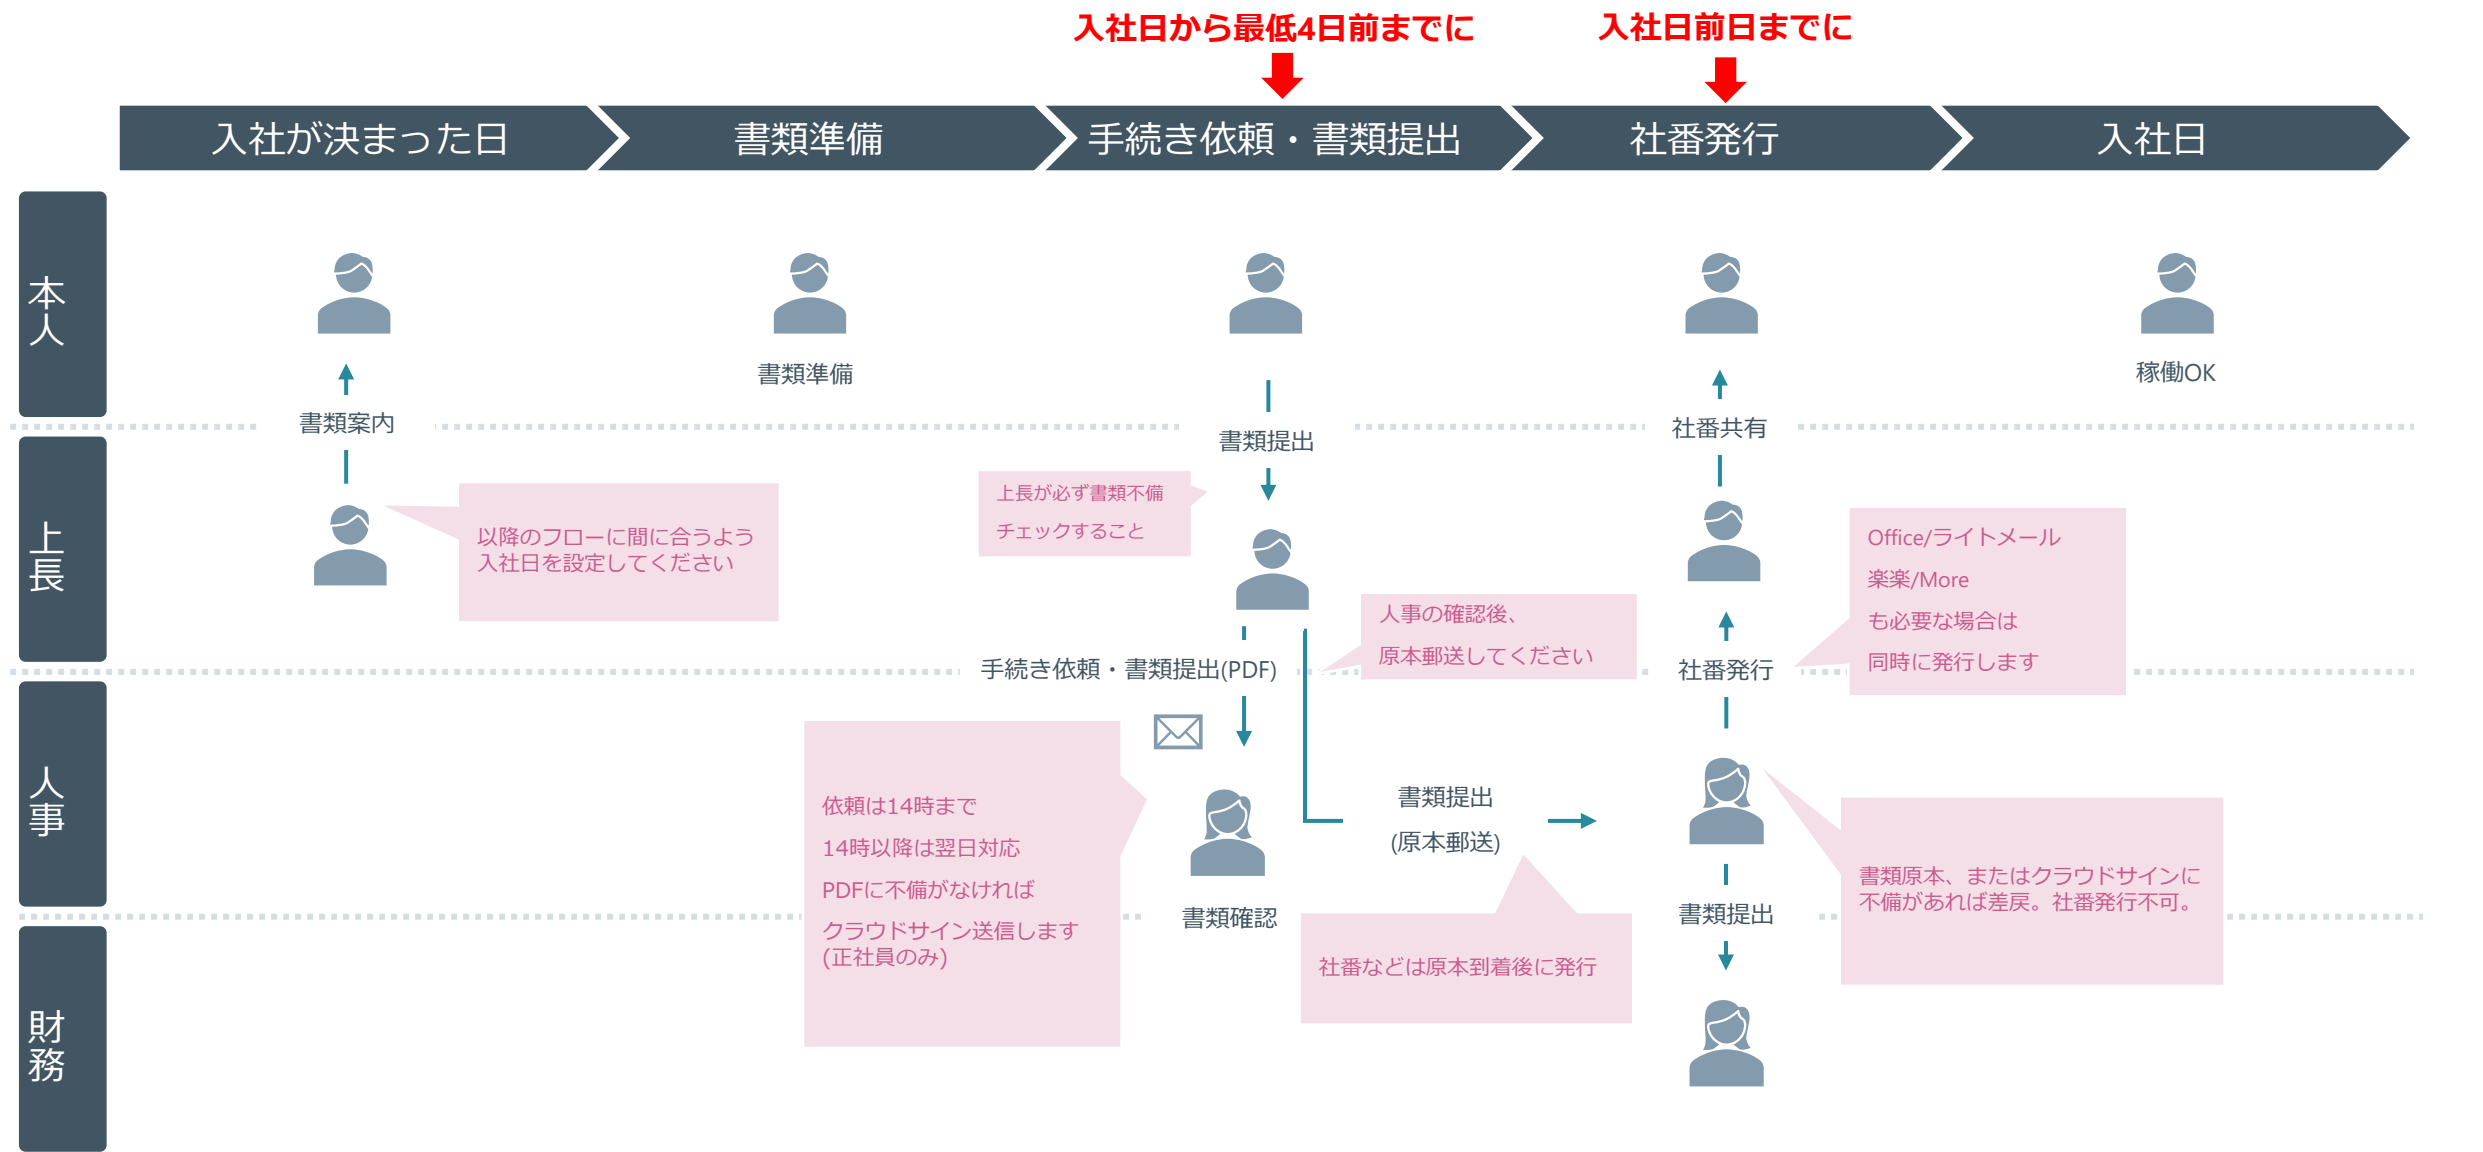 入社日から最低4日前までに
入社日前日までに
入社が決まった日
書類準備
手続き依頼・書類提出
社番発行
入社日
本人
書類準備
稼働OK
書類案内
書類提出
社番共有
上長
以降のフローに間に合うよう
入社日を設定してください
上長が必ず書類不備
チェックすること
人事の確認後、
原本郵送してください
Office/ライトメール
楽楽/More
も必要な場合は
同時に発行します
手続き依頼・書類提出(PDF)
社番発行
人事
依頼は14時まで
14時以降は翌日対応
PDFに不備がなければ
クラウドサイン送信します
(正社員のみ)
書類確認
書類提出
(原本郵送)
社番などは原本到着後に発行
書類提出
書類原本、またはクラウドサインに
不備があれば差戻。社番発行不可。
財務